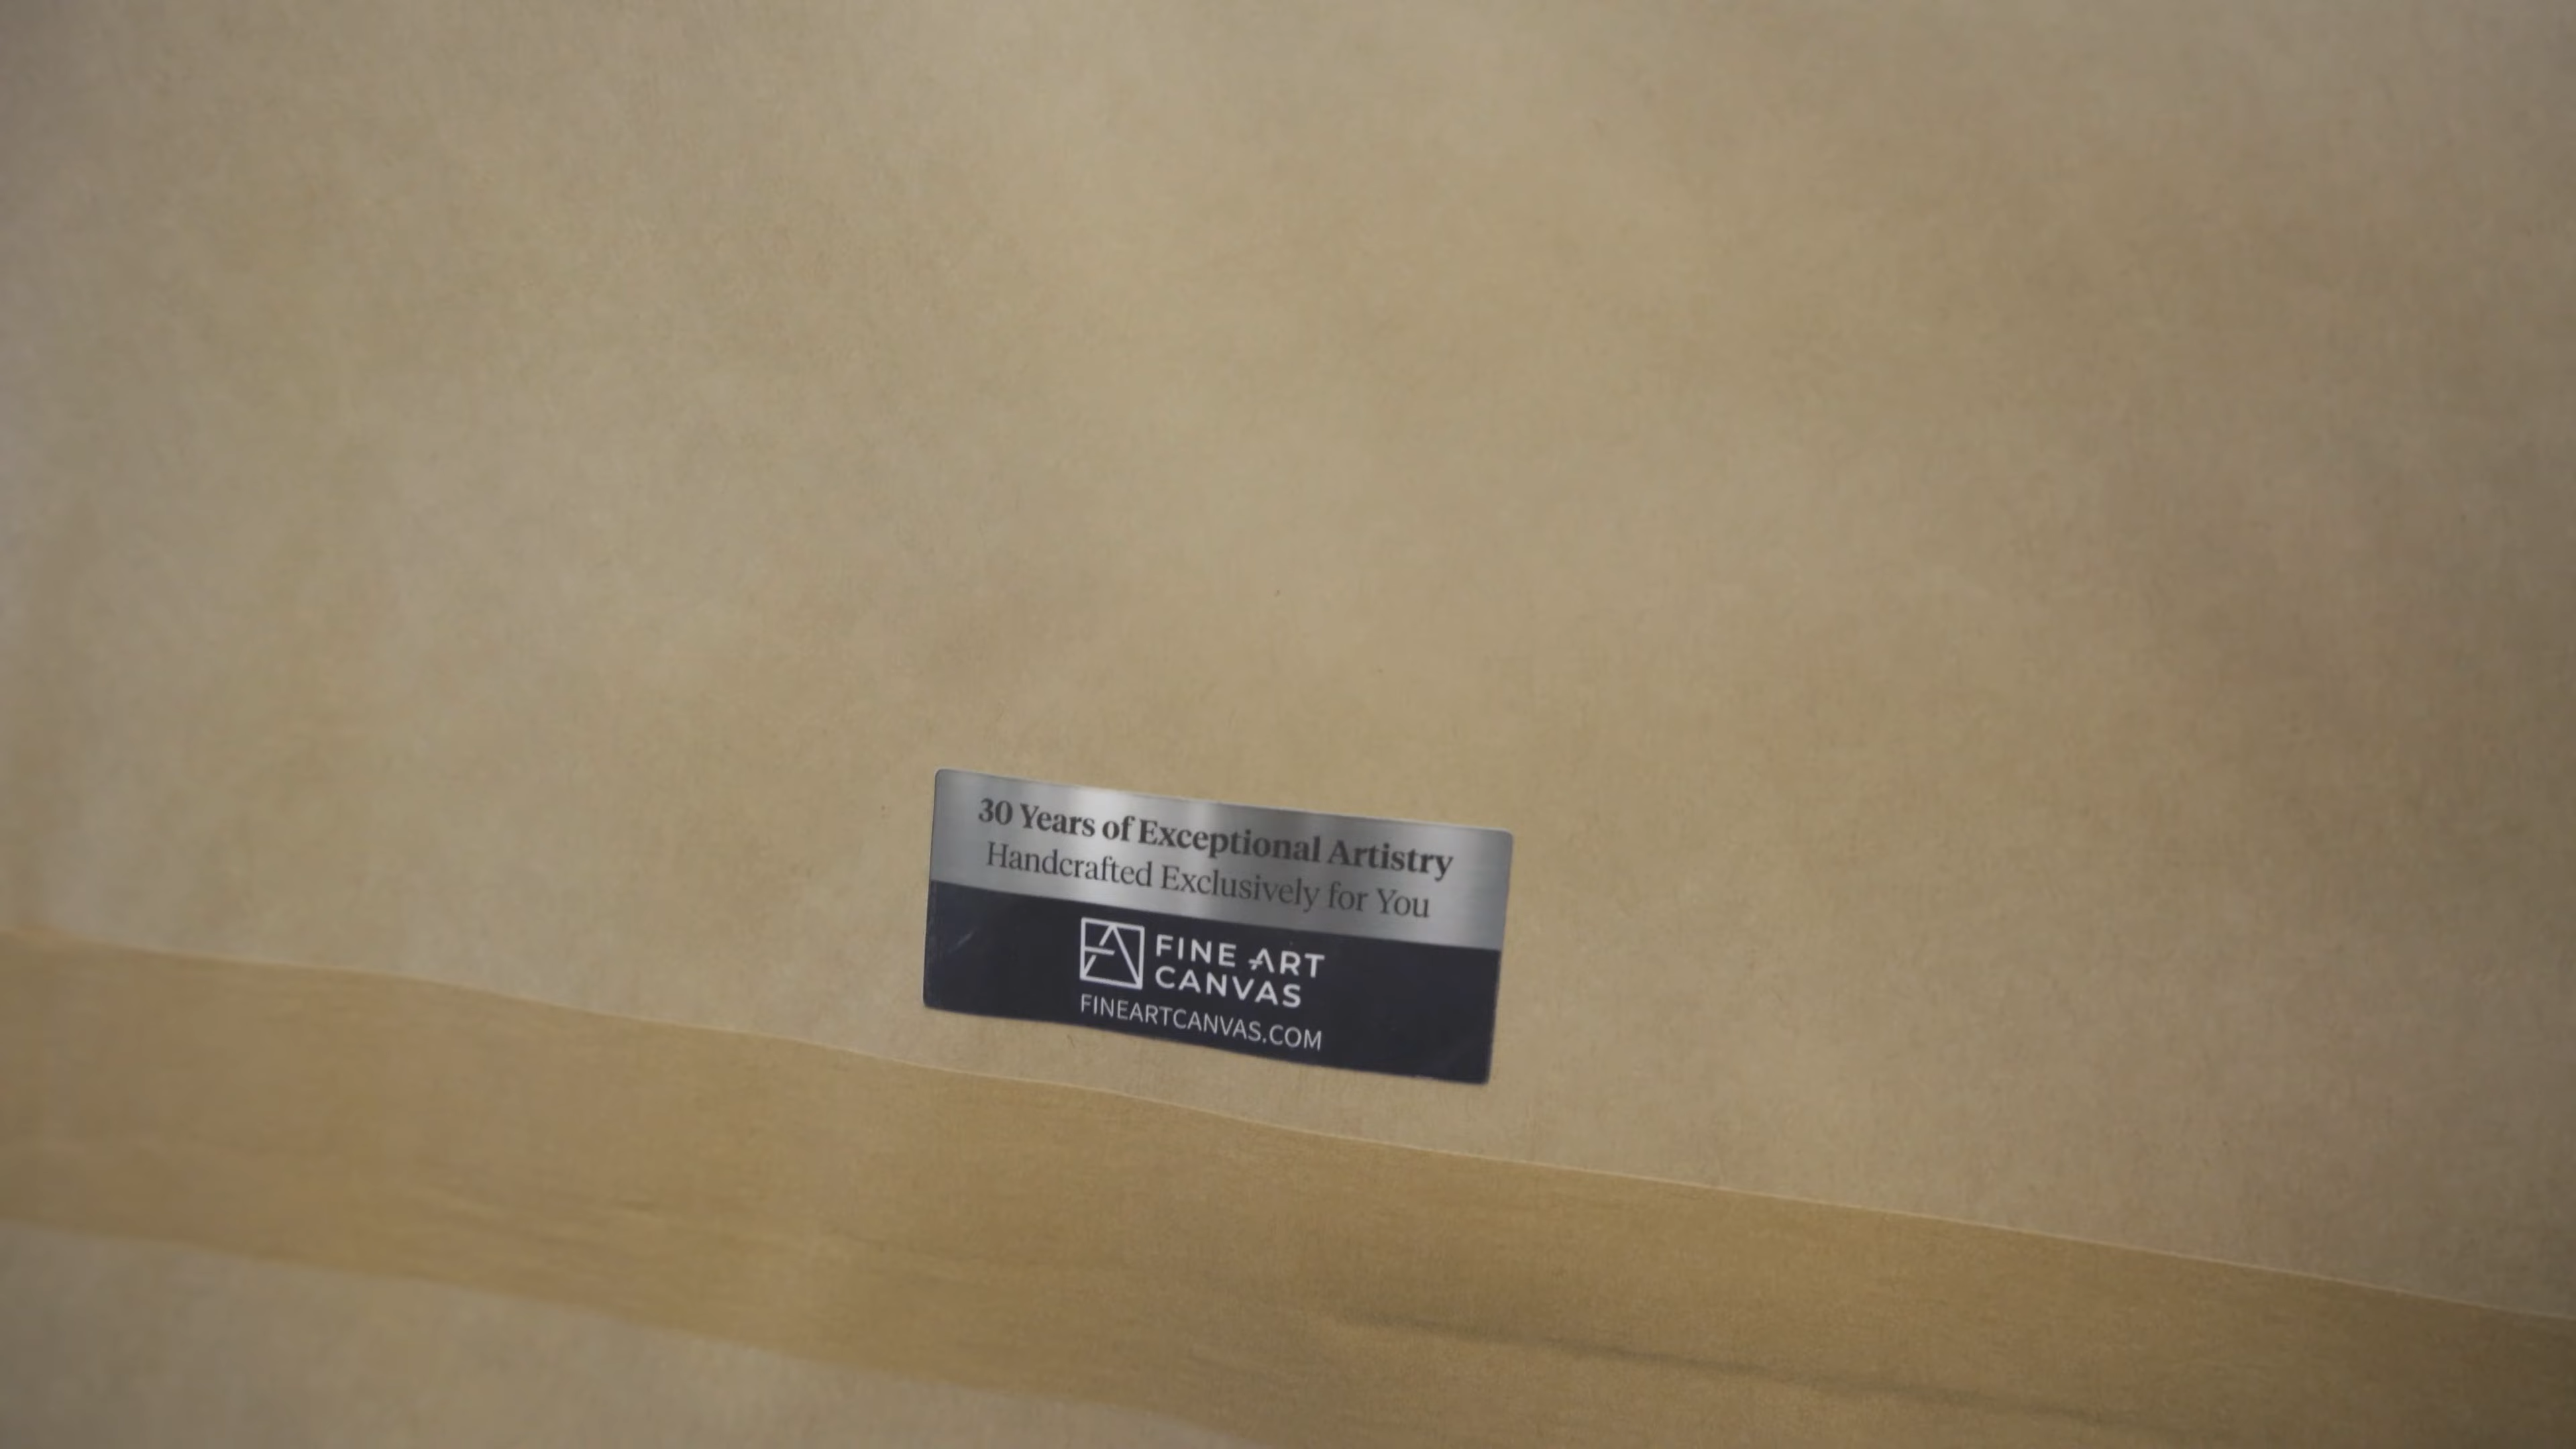 30 Years of Exceptional Artistry
Handcrafted Exclusively for You
FINE ART
CANVAS
FINEARTCANVAS.COM